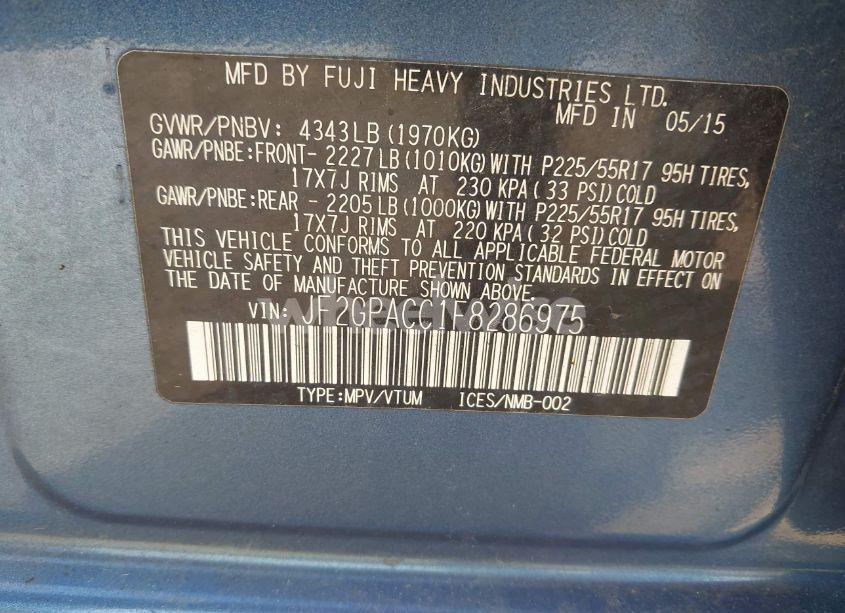 MFD BY FUJI HEAVY INDUSTRIES LTD.
MFD IN 05/15
GVWR/PNBV: 4343LB(1970KG)
GAWR/PNBE:FRONT- 2227LB(1010KG)WITH P225/55R17 95H TIRES,
17X7J RIMS AT 230 KPA( 33 PSI)COLD
GAWR/PNBE:REAR - 2205LB(1000KG)WITH P225/55R17 95H TIRES,
17X7J RIMS AT 220 KPA( 32 PSI)COLD
THIS VEHICLE CONFORMS TO ALL APPLICABLE FEDERAL MOTOR
VEHICLE SAFETY AND THEFT PREVENTION STANDARDS IN EFFECT ON
THE DATE OF MANUFACTURE SHOWN ABOVE.
VIN: JF2GPACC1F8286975
TYPE:MPV/VTUM ICES/NMB-002